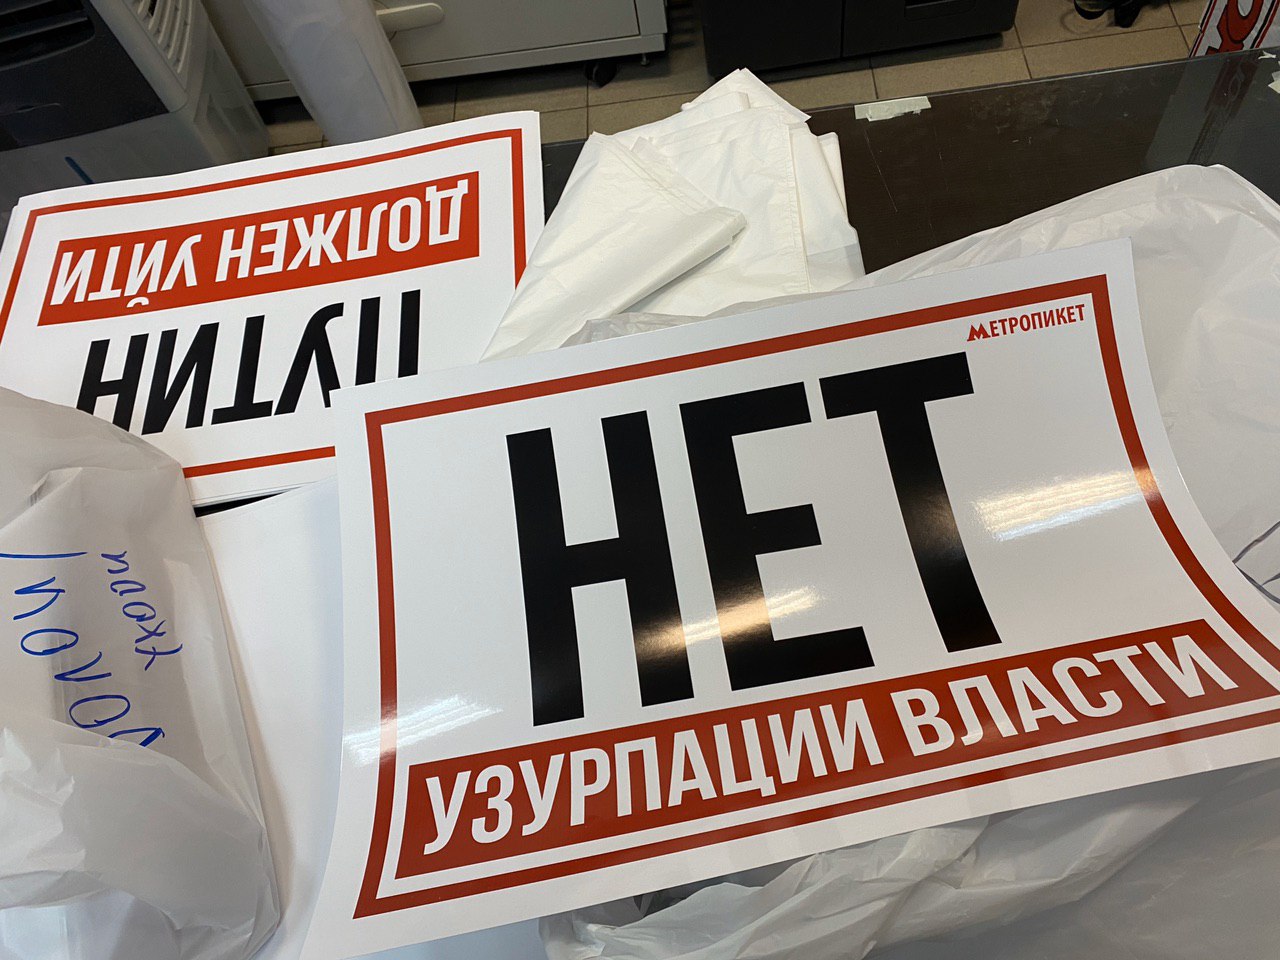 ПУТИН
ДОЛЖЕН УЙТИ
МЕТРОПИКЕТ
НЕТ
УЗУРПАЦИИ ВЛАСТИ